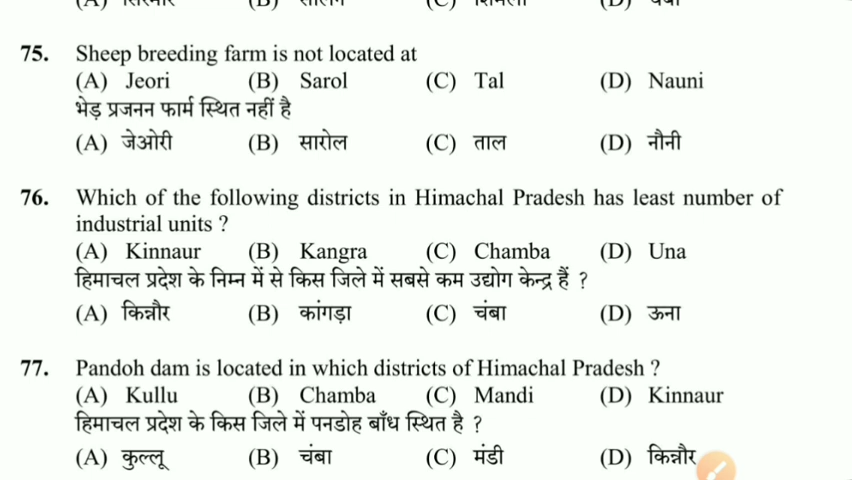 75. Sheep breeding farm is not located at
(A) Jeori (B) Sarol (C) Tal (D) Nauni
भेड़ प्रजनन फार्म स्थित नहीं है
(A) जेओरी (B) सारोल (C) ताल (D) नौनी
76. Which of the following districts in Himachal Pradesh has least number of
industrial units ?
(A) Kinnaur (B) Kangra (C) Chamba (D) Una
हिमाचल प्रदेश के निम्न में से किस जिले में सबसे कम उद्योग केन्द्र हैं ?
(A) किन्नौर (B) कांगड़ा (C) चंबा (D) ऊना
77. Pandoh dam is located in which districts of Himachal Pradesh ?
(A) Kullu (B) Chamba (C) Mandi (D) Kinnaur
हिमाचल प्रदेश के किस जिले में पनडोह बाँध स्थित है ?
(A) कुल्लू (B) चंबा (C) मंडी (D) किन्नौर